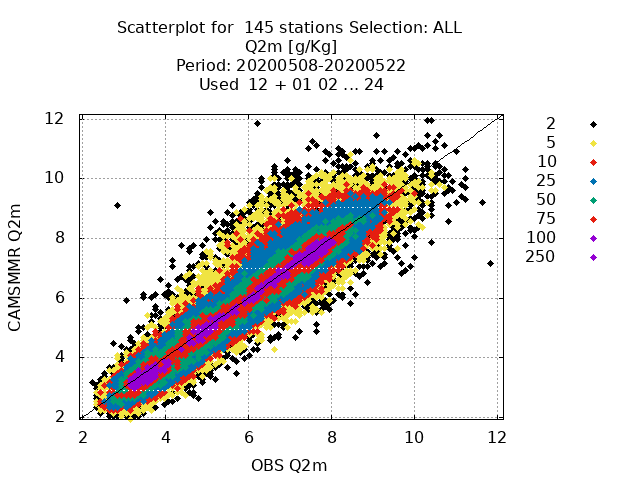 Scatterplot for  145 stations Selection: ALL
Q2m [g/Kg]
Period: 20200508-20200522
Used  12 + 01 02 ... 24
12
10
8
6
4
2
CAMSMMR Q2m
2 4 6 8 10 12
OBS Q2m
2
5
10
25
50
75
100
250